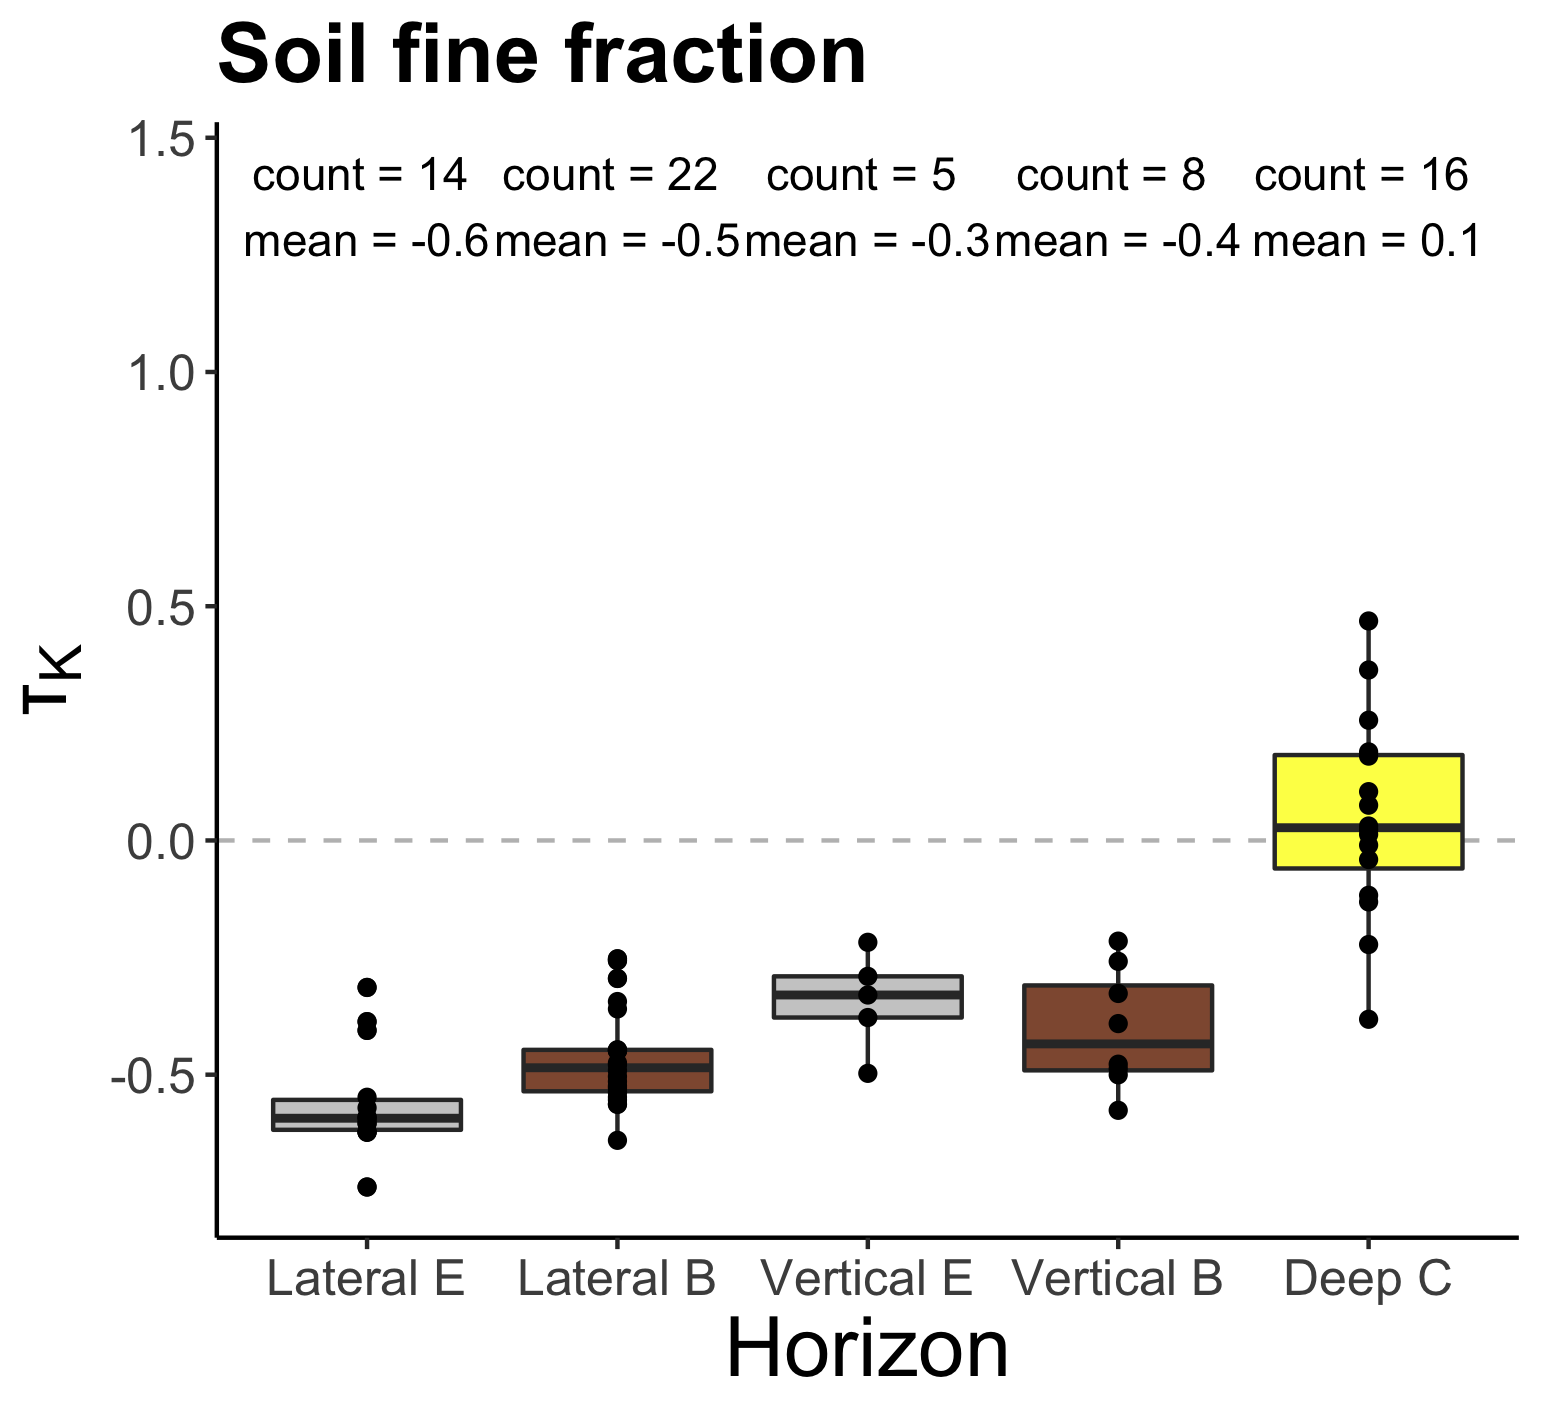 Soil fine fraction
1.5
count = 14 count = 22 count = 5 count = 8 count = 16
mean = -0.6 mean = -0.5 mean = -0.3 mean = -0.4 mean = 0.1
1.0
0.5
τK
0.0
-0.5
Lateral E Lateral B Vertical E Vertical B Deep C
Horizon